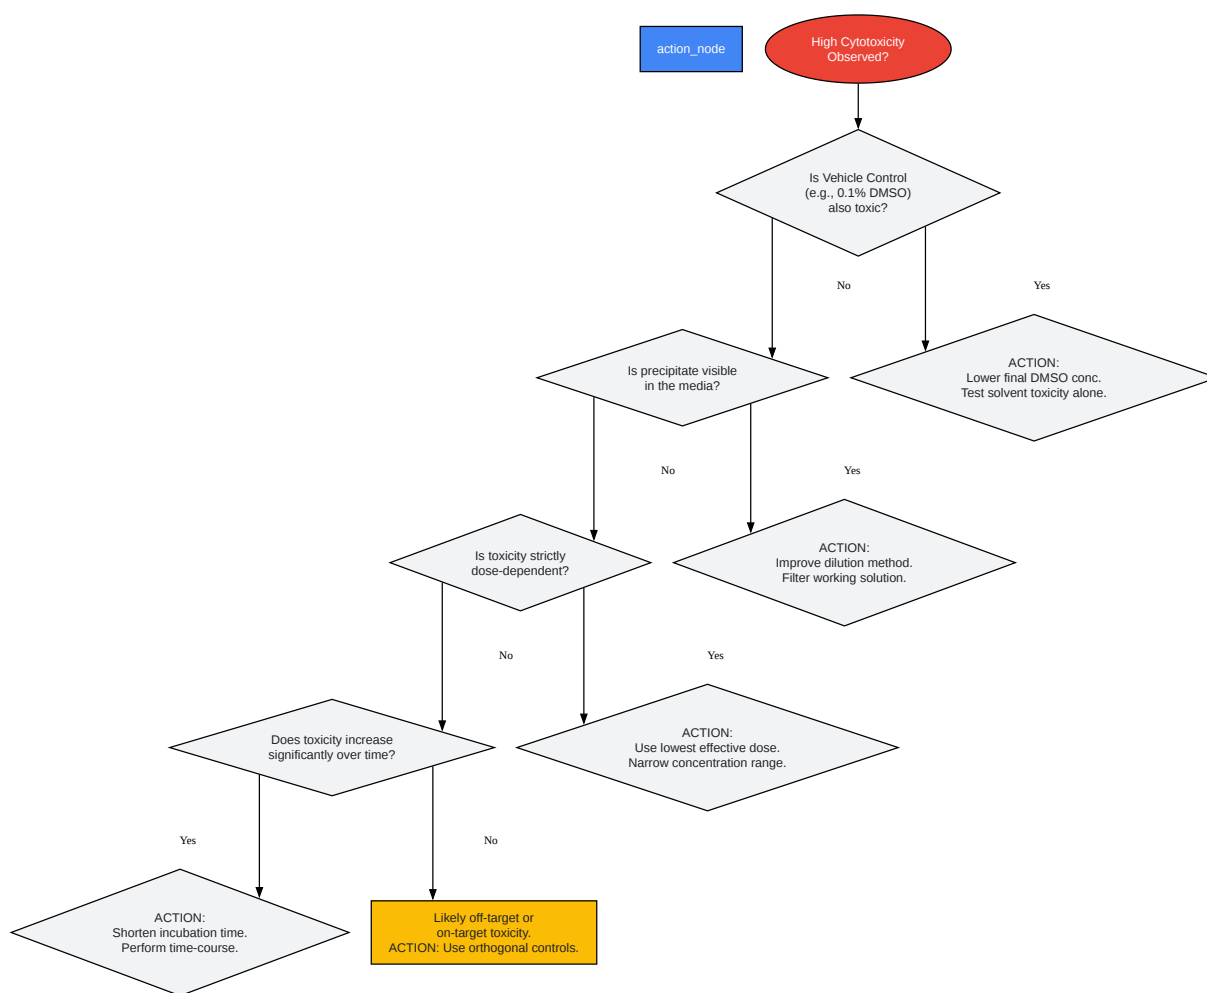 action_node
High Cytotoxicity
Observed?
Is Vehicle Control
(e.g., 0.1% DMSO)
also toxic?
No
Yes
Is precipitate visible
in the media?
ACTION:
Lower final DMSO conc.
Test solvent toxicity alone.
No
Yes
Is toxicity strictly
dose-dependent?
ACTION:
Improve dilution method.
Filter working solution.
No
Yes
Does toxicity increase
significantly over time?
ACTION:
Use lowest effective dose.
Narrow concentration range.
Yes
No
ACTION:
Shorten incubation time.
Perform time-course.
Likely off-target or
on-target toxicity.
ACTION: Use orthogonal controls.